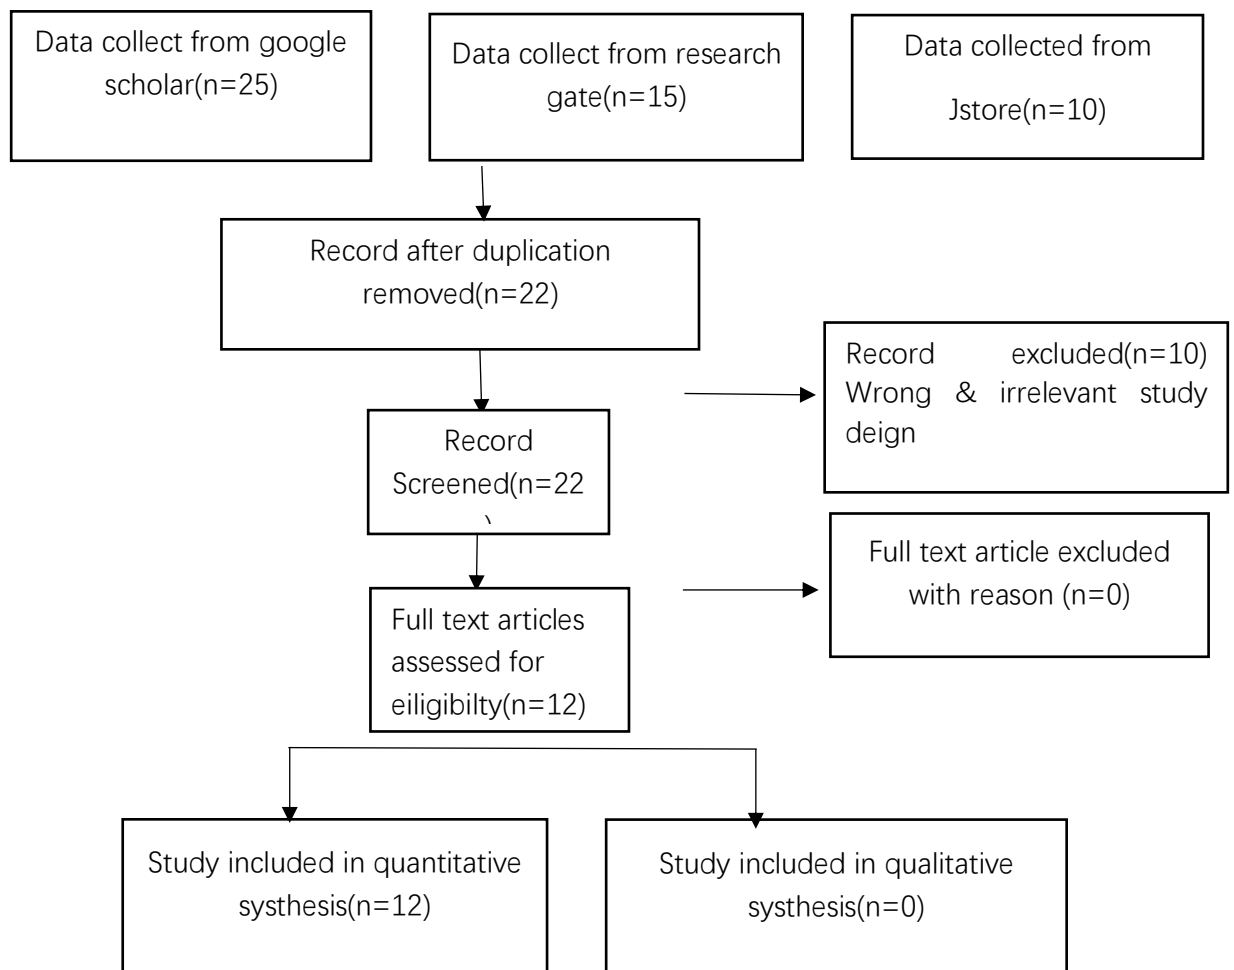 Data collect from google
scholar(n=25)
Data collect from research
gate(n=15)
Data collected from
Jstore(n=10)
Record after duplication
removed(n=22)
Record excluded(n=10)
Wrong & irrelevant study
deign
Record
Screened(n=22
Full text article excluded
with reason (n=0)
Full text articles
assessed for
eiligibilty(n=12)
Study included in quantitative
systhesis(n=12)
Study included in qualitative
systhesis(n=0)